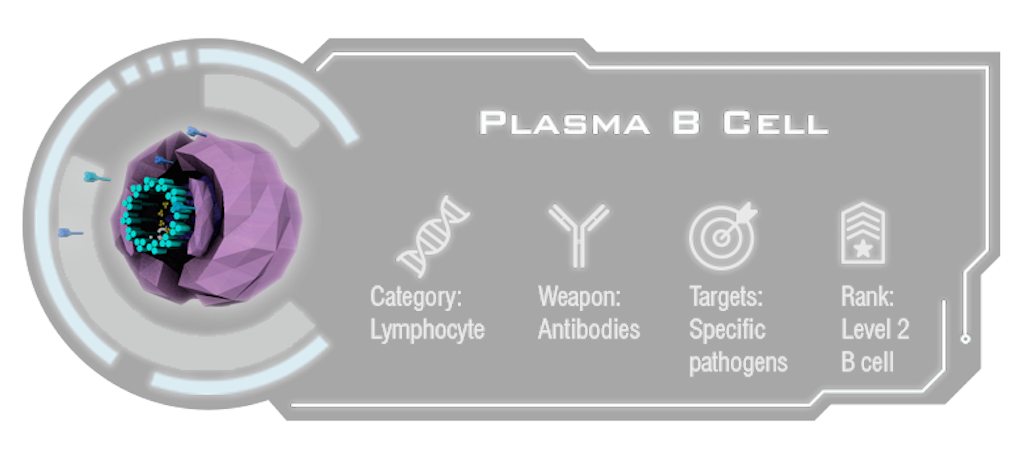 Plasma B Cell
Category:
Lymphocyte
Weapon:
Antibodies
Targets:
Specific
pathogens
Rank:
Level 2
B cell